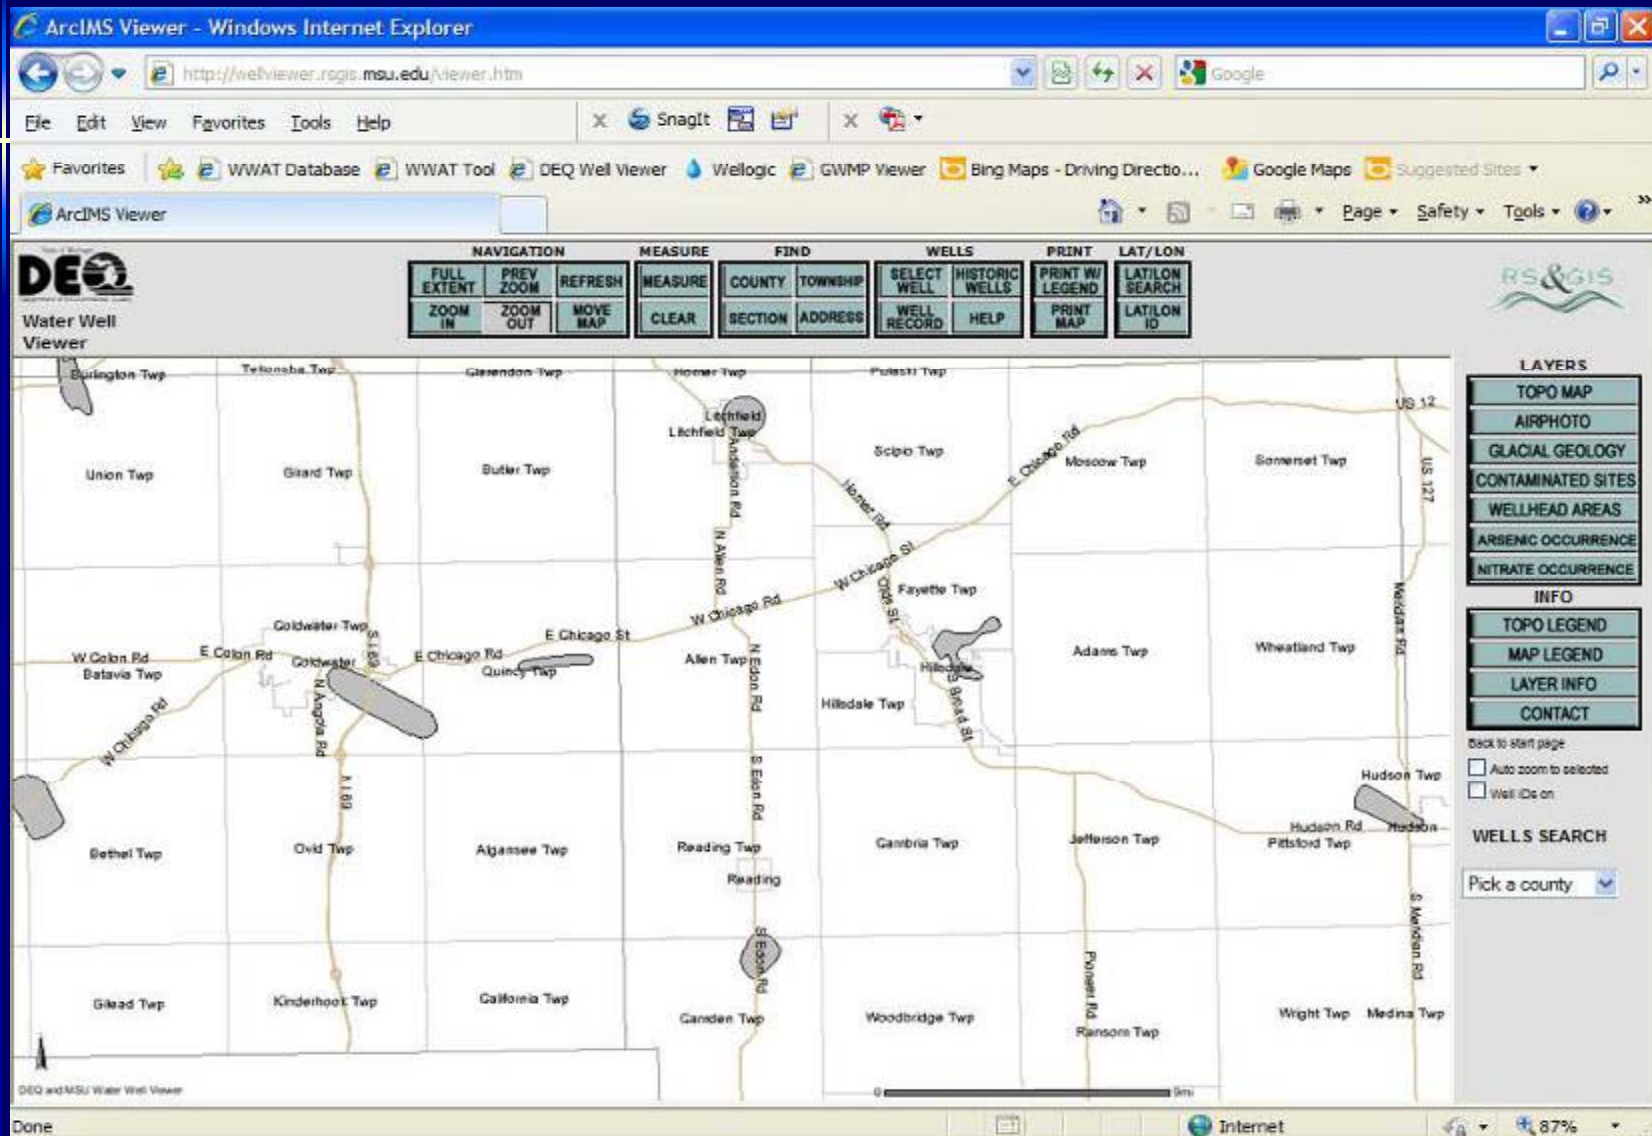 ArcIMS Viewer - Windows Internet Explorer
http://wellviewer.rsgis.msu.edu/viewer.htm
Google
File Edit View Favorites Tools Help
SnagIt
Favorites WWAT Database WWAT Tool DEQ Well Viewer Wellogic GWMP Viewer Bing Maps - Driving Directio... Google Maps Suggested Sites
ArcIMS Viewer
Page Safety Tools
DEQ
Water Well
Viewer
NAVIGATION MEASURE FIND WELLS PRINT LAT/LON
FULL EXTENT PREV ZOOM REFRESH MEASURE COUNTY TOWNSHIP SELECT WELL HISTORIC WELLS PRINT W/ LEGEND LAT/LON SEARCH
ZOOM IN ZOOM OUT MOVE MAP CLEAR SECTION ADDRESS WELL RECORD HELP PRINT MAP LAT/LON ID
RS&GIS
Burlington Twp Tekonsha Twp Clarendon Twp Homer Twp Pulaski Twp
US 12
Litchfield
Litchfield Twp
Anderson Rd
Union Twp Girard Twp Butler Twp Scipio Twp E Chicago Rd Moscow Twp Somerset Twp
US 127
Homer Rd
N Allen Rd
W Chicago St
Fayette Twp
Oak St
W Chicago Rd
Meridian Rd
Coldwater Twp
S I 69
E Chicago St
W Colon Rd E Colon Rd Coldwater E Chicago Rd Allen Twp Adams Twp Wheatland Twp
Batavia Twp Quincy Twp
N Edon Rd
Hillsdale
Hillsdale Twp
S Broad St
N Angola Rd
W Chicago Rd
S Edon Rd
N I 69
Hudson Twp
Hudson Rd Hudson
Bethel Twp Ovid Twp Algansee Twp Reading Twp Cambria Twp Jefferson Twp Pittsford Twp
Reading
S Meridian Rd
S Edon Rd
Pioneer Rd
Gilead Twp Kinderhook Twp California Twp Camden Twp Woodbridge Twp Ransom Twp Wright Twp Medina Twp
DEQ and MSU Water Well Viewer
0 9mi
LAYERS
TOPO MAP
AIRPHOTO
GLACIAL GEOLOGY
CONTAMINATED SITES
WELLHEAD AREAS
ARSENIC OCCURRENCE
NITRATE OCCURRENCE
INFO
TOPO LEGEND
MAP LEGEND
LAYER INFO
CONTACT
Back to start page
Auto zoom to selected
Well IDs on
WELLS SEARCH
Pick a county
Done Internet 87%